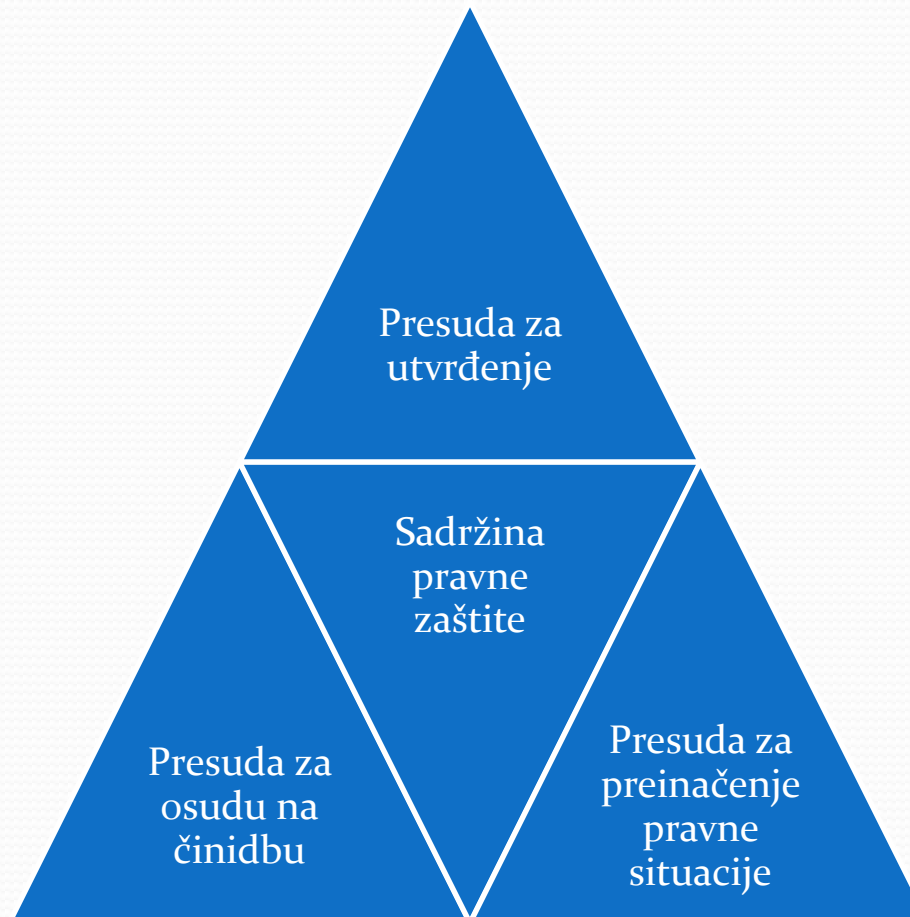 Presuda za
utvrđenje
Sadržina
pravne
zaštite
Presuda za
osudu na
činidbu
Presuda za
preinačenje
pravne
situacije